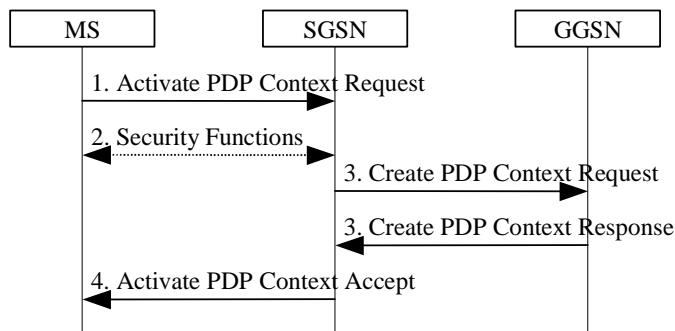 MS SGSN GGSN
1. Activate PDP Context Request
2. Security Functions
3. Create PDP Context Request
3. Create PDP Context Response
4. Activate PDP Context Accept